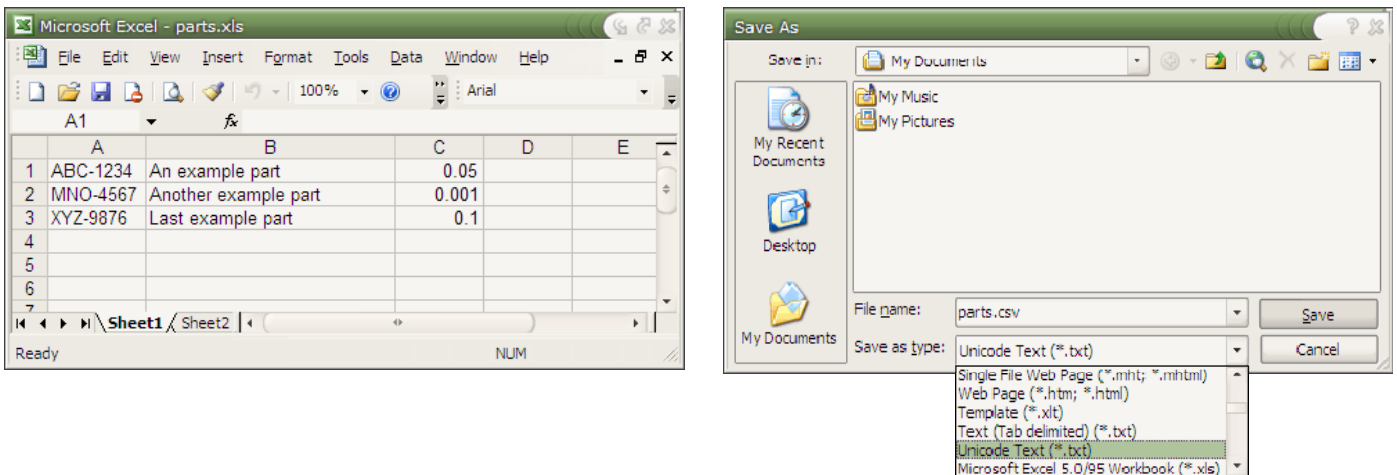 Microsoft Excel - parts.xls
File Edit View Insert Format Tools Data Window Help
100% Arial
A1 fx
A B C D E
1 ABC-1234 An example part 0.05
2 MNO-4567 Another example part 0.001
3 XYZ-9876 Last example part 0.1
4
5
6
7
Sheet1 Sheet2
Ready NUM
Save As
Save in: My Documents
My Music
My Pictures
My Recent
Documents
Desktop
My Documents
File name: parts.csv Save
Save as type: Unicode Text (*.txt) Cancel
Single File Web Page (*.mht; *.mhtml)
Web Page (*.htm; *.html)
Template (*.xlt)
Text (Tab delimited) (*.txt)
Unicode Text (*.txt)
Microsoft Excel 5.0/95 Workbook (*.xls)